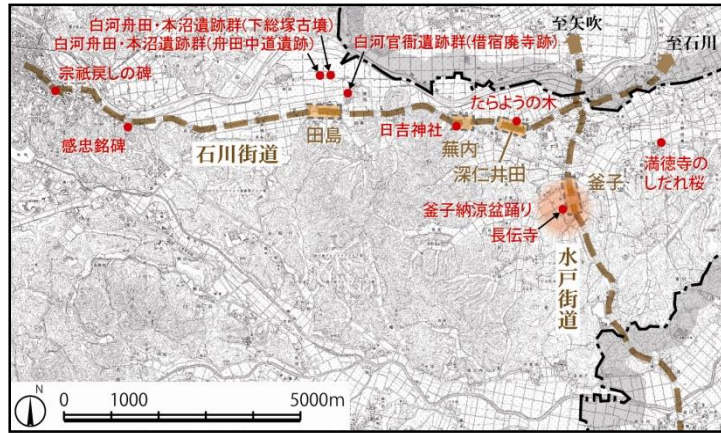 白河舟田・本沼遺跡群(下総塚古墳)
白河舟田・本沼遺跡群(舟田中道遺跡)
白河官衙遺跡群(借宿廃寺跡)
至矢吹
至石川
宗祇戻しの碑
たらようの木
感忠銘碑
石川街道
田島
日吉神社
蕪内
深仁井田
釜子
満徳寺の
しだれ桜
釜子納涼盆踊り
長伝寺
水戸街道
N
0 1000 5000m